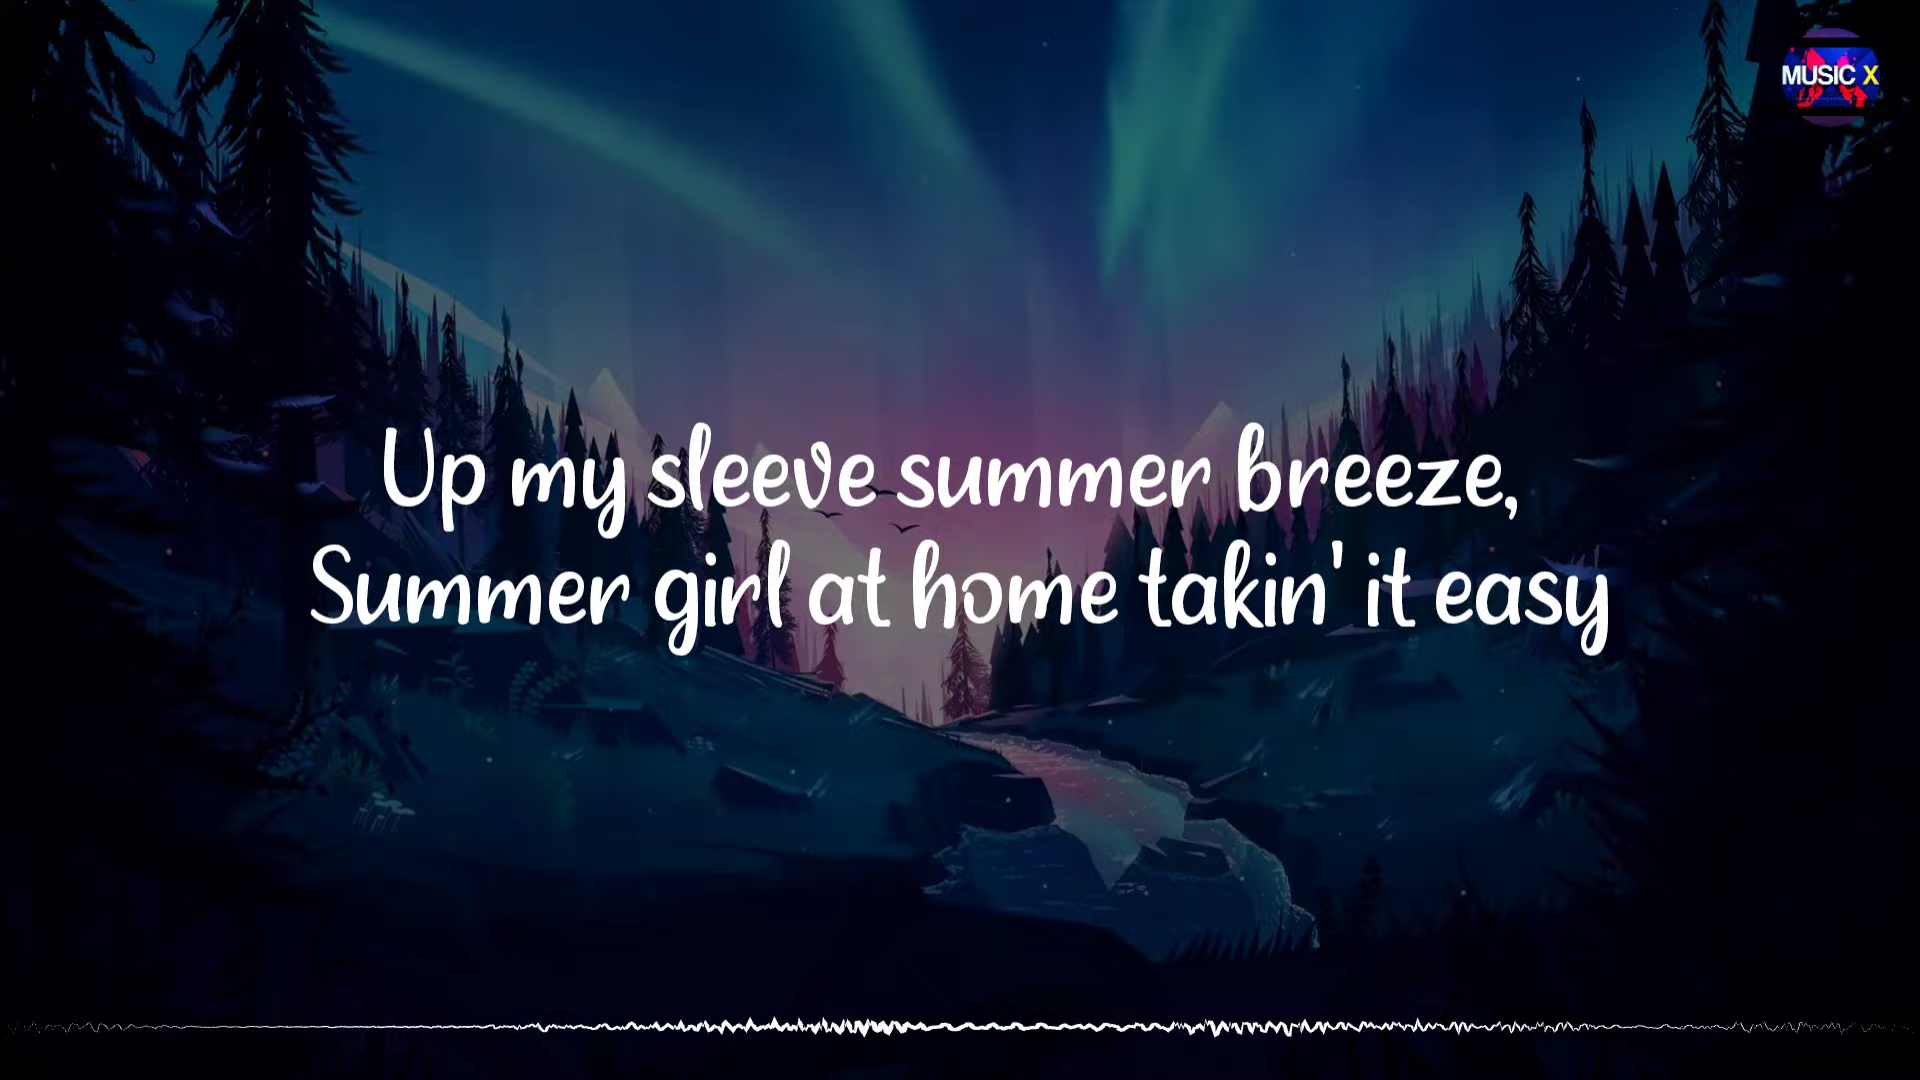 MUSIC X
Up my sleeve summer breeze,
Summer girl at home takin' it easy